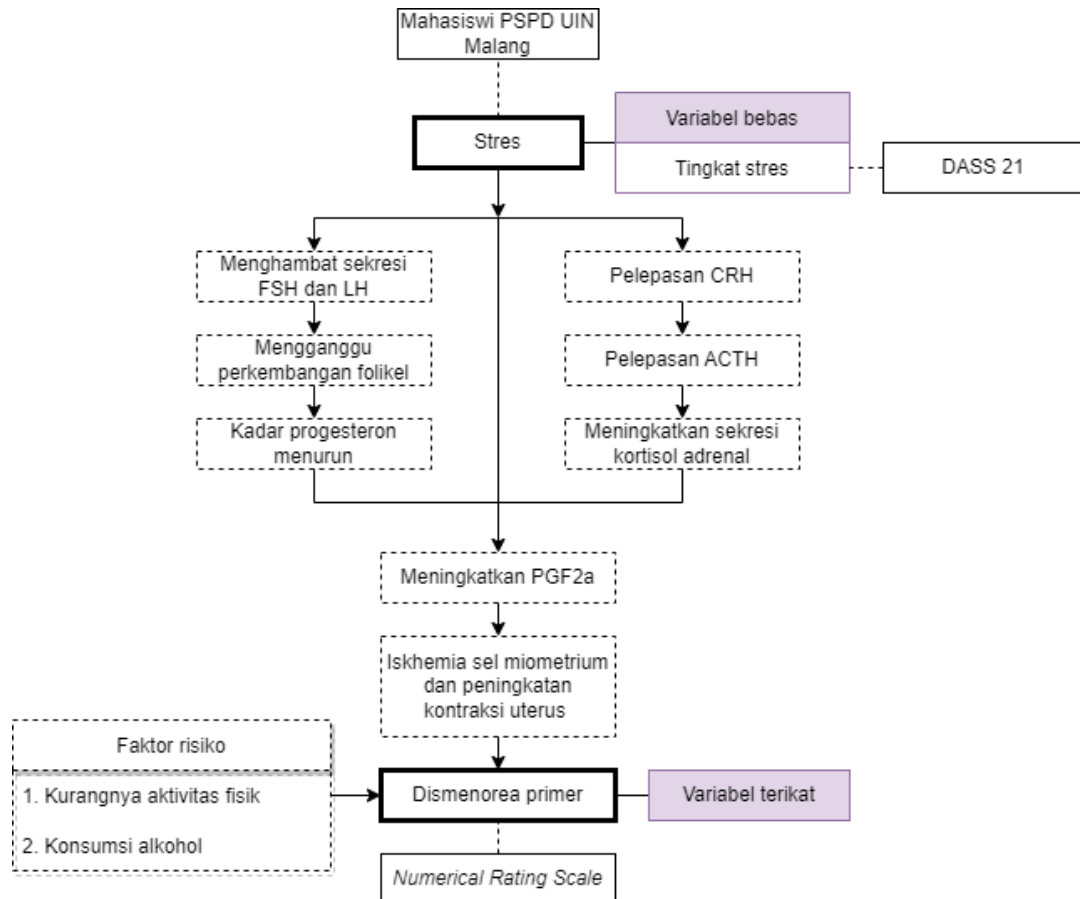 Mahasiswi PSPD UIN
Malang
Stres
Variabel bebas
Tingkat stres
DASS 21
Menghambat sekresi
FSH dan LH
Mengganggu
perkembangan folikel
Kadar progesteron
menurun
Pelepasan CRH
Pelepasan ACTH
Meningkatkan sekresi
kortisol adrenal
Meningkatkan PGF2a
Iskhemia sel miometrium
dan peningkatan
kontraksi uterus
Faktor risiko
1. Kurangnya aktivitas fisik
2. Konsumsi alkohol
Dismenorea primer
Variabel terikat
Numerical Rating Scale